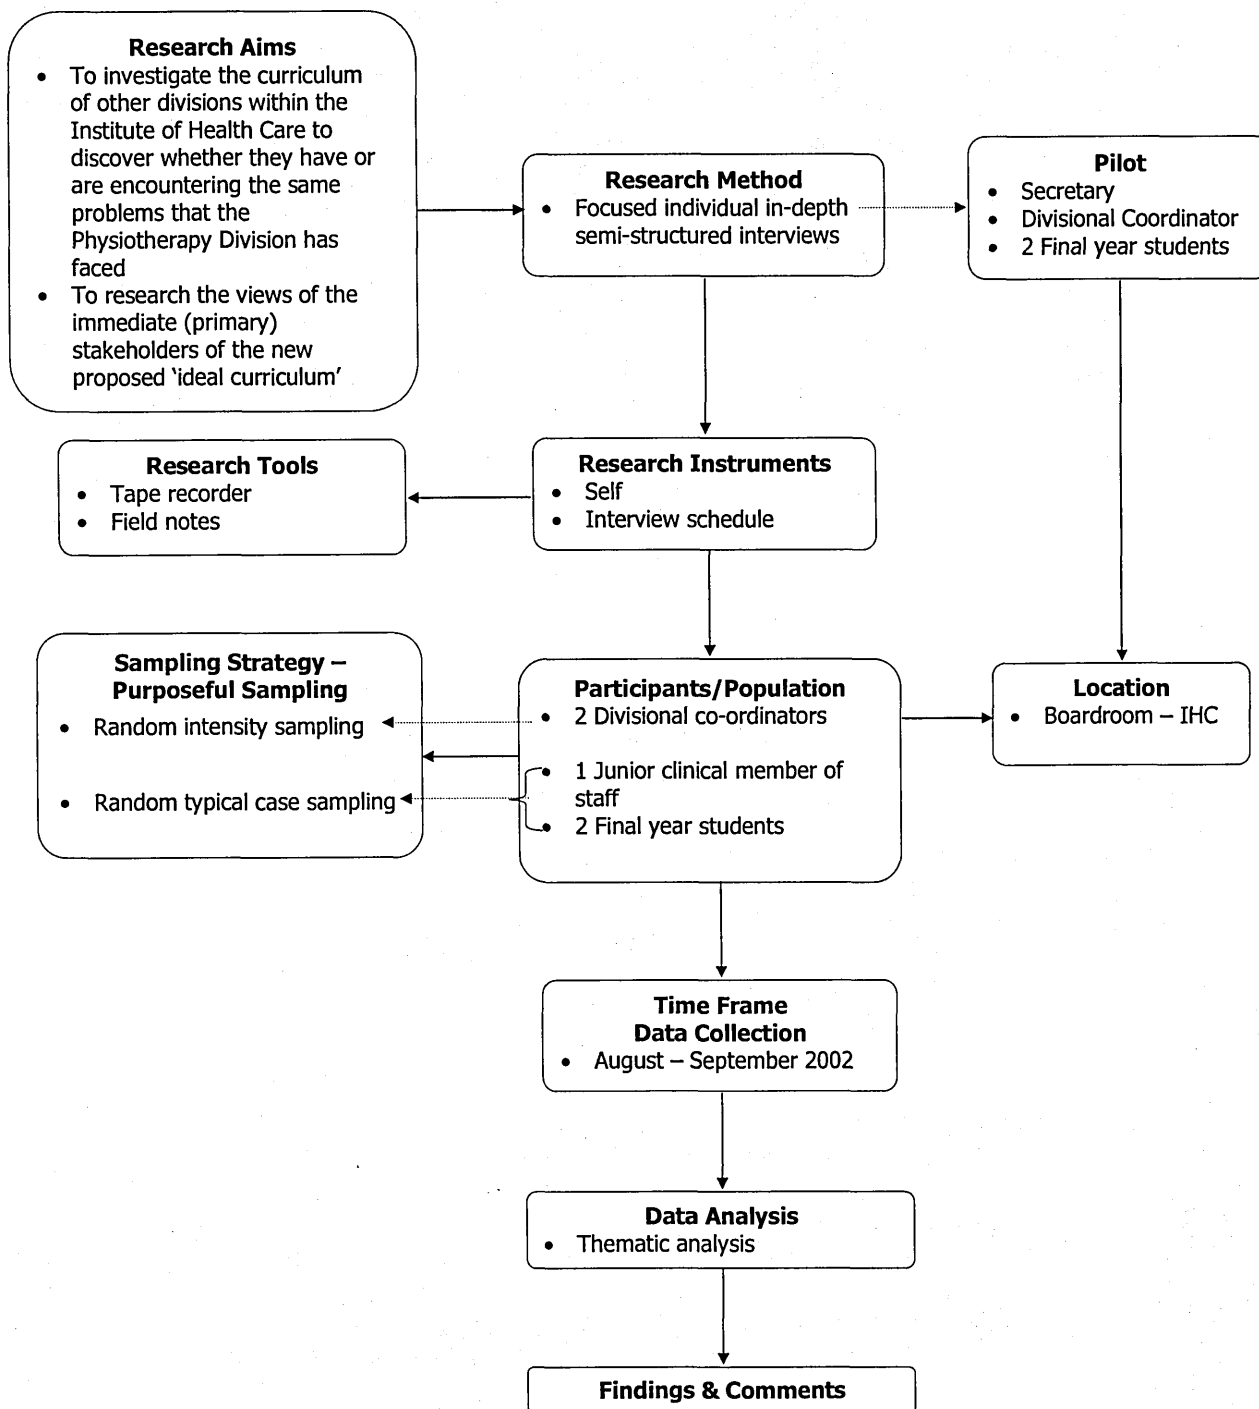 Research Aims
• To investigate the curriculum
of other divisions within the
Institute of Health Care to
discover whether they have or
are encountering the same
problems that the
Physiotherapy Division has
faced
• To research the views of the
immediate (primary)
stakeholders of the new
proposed ‘ideal curriculum’
Research Method
• Focused individual in-depth
semi-structured interviews
Pilot
• Secretary
• Divisional Coordinator
• 2 Final year students
Research Tools
• Tape recorder
• Field notes
Research Instruments
• Self
• Interview schedule
Sampling Strategy –
Purposeful Sampling
• Random intensity sampling
• Random typical case sampling
Participants/Population
• 2 Divisional co-ordinators
• 1 Junior clinical member of
staff
• 2 Final year students
Location
• Boardroom – IHC
Time Frame
Data Collection
• August – September 2002
Data Analysis
• Thematic analysis
Findings & Comments